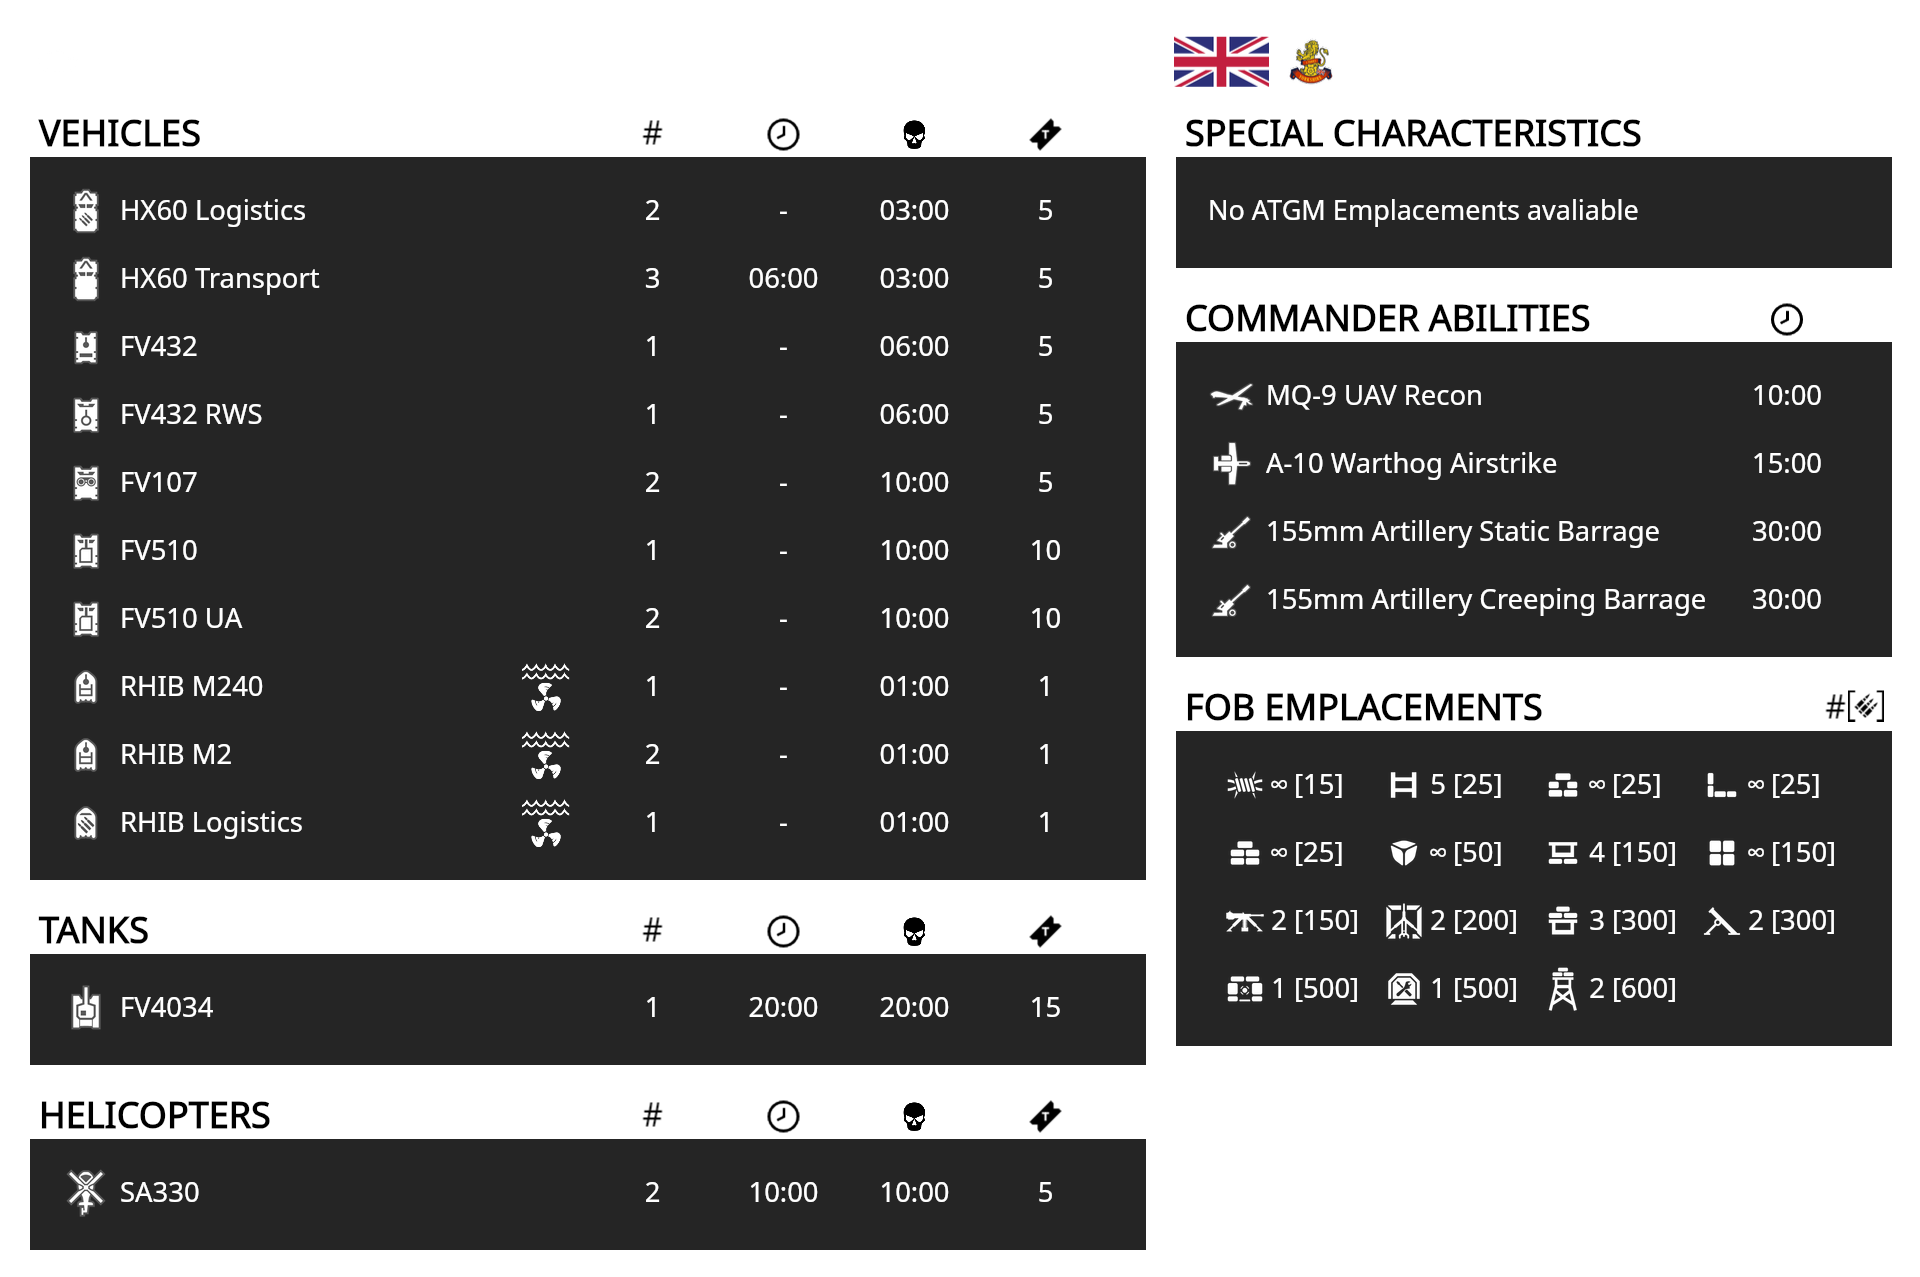 VEHICLES #
HX60 Logistics 2 - 03:00 5
HX60 Transport 3 06:00 03:00 5
FV432 1 - 06:00 5
FV432 RWS 1 - 06:00 5
FV107 2 - 10:00 5
FV510 1 - 10:00 10
FV510 UA 2 - 10:00 10
RHIB M240 1 - 01:00 1
RHIB M2 2 - 01:00 1
RHIB Logistics 1 - 01:00 1
TANKS #
FV4034 1 20:00 20:00 15
HELICOPTERS #
SA330 2 10:00 10:00 5
SPECIAL CHARACTERISTICS
No ATGM Emplacements avaliable
COMMANDER ABILITIES
MQ-9 UAV Recon 10:00
A-10 Warthog Airstrike 15:00
155mm Artillery Static Barrage 30:00
155mm Artillery Creeping Barrage 30:00
FOB EMPLACEMENTS #[]
∞ [15] 5 [25] ∞ [25] ∞ [25]
∞ [25] ∞ [50] 4 [150] ∞ [150]
2 [150] 2 [200] 3 [300] 2 [300]
1 [500] 1 [500] 2 [600]